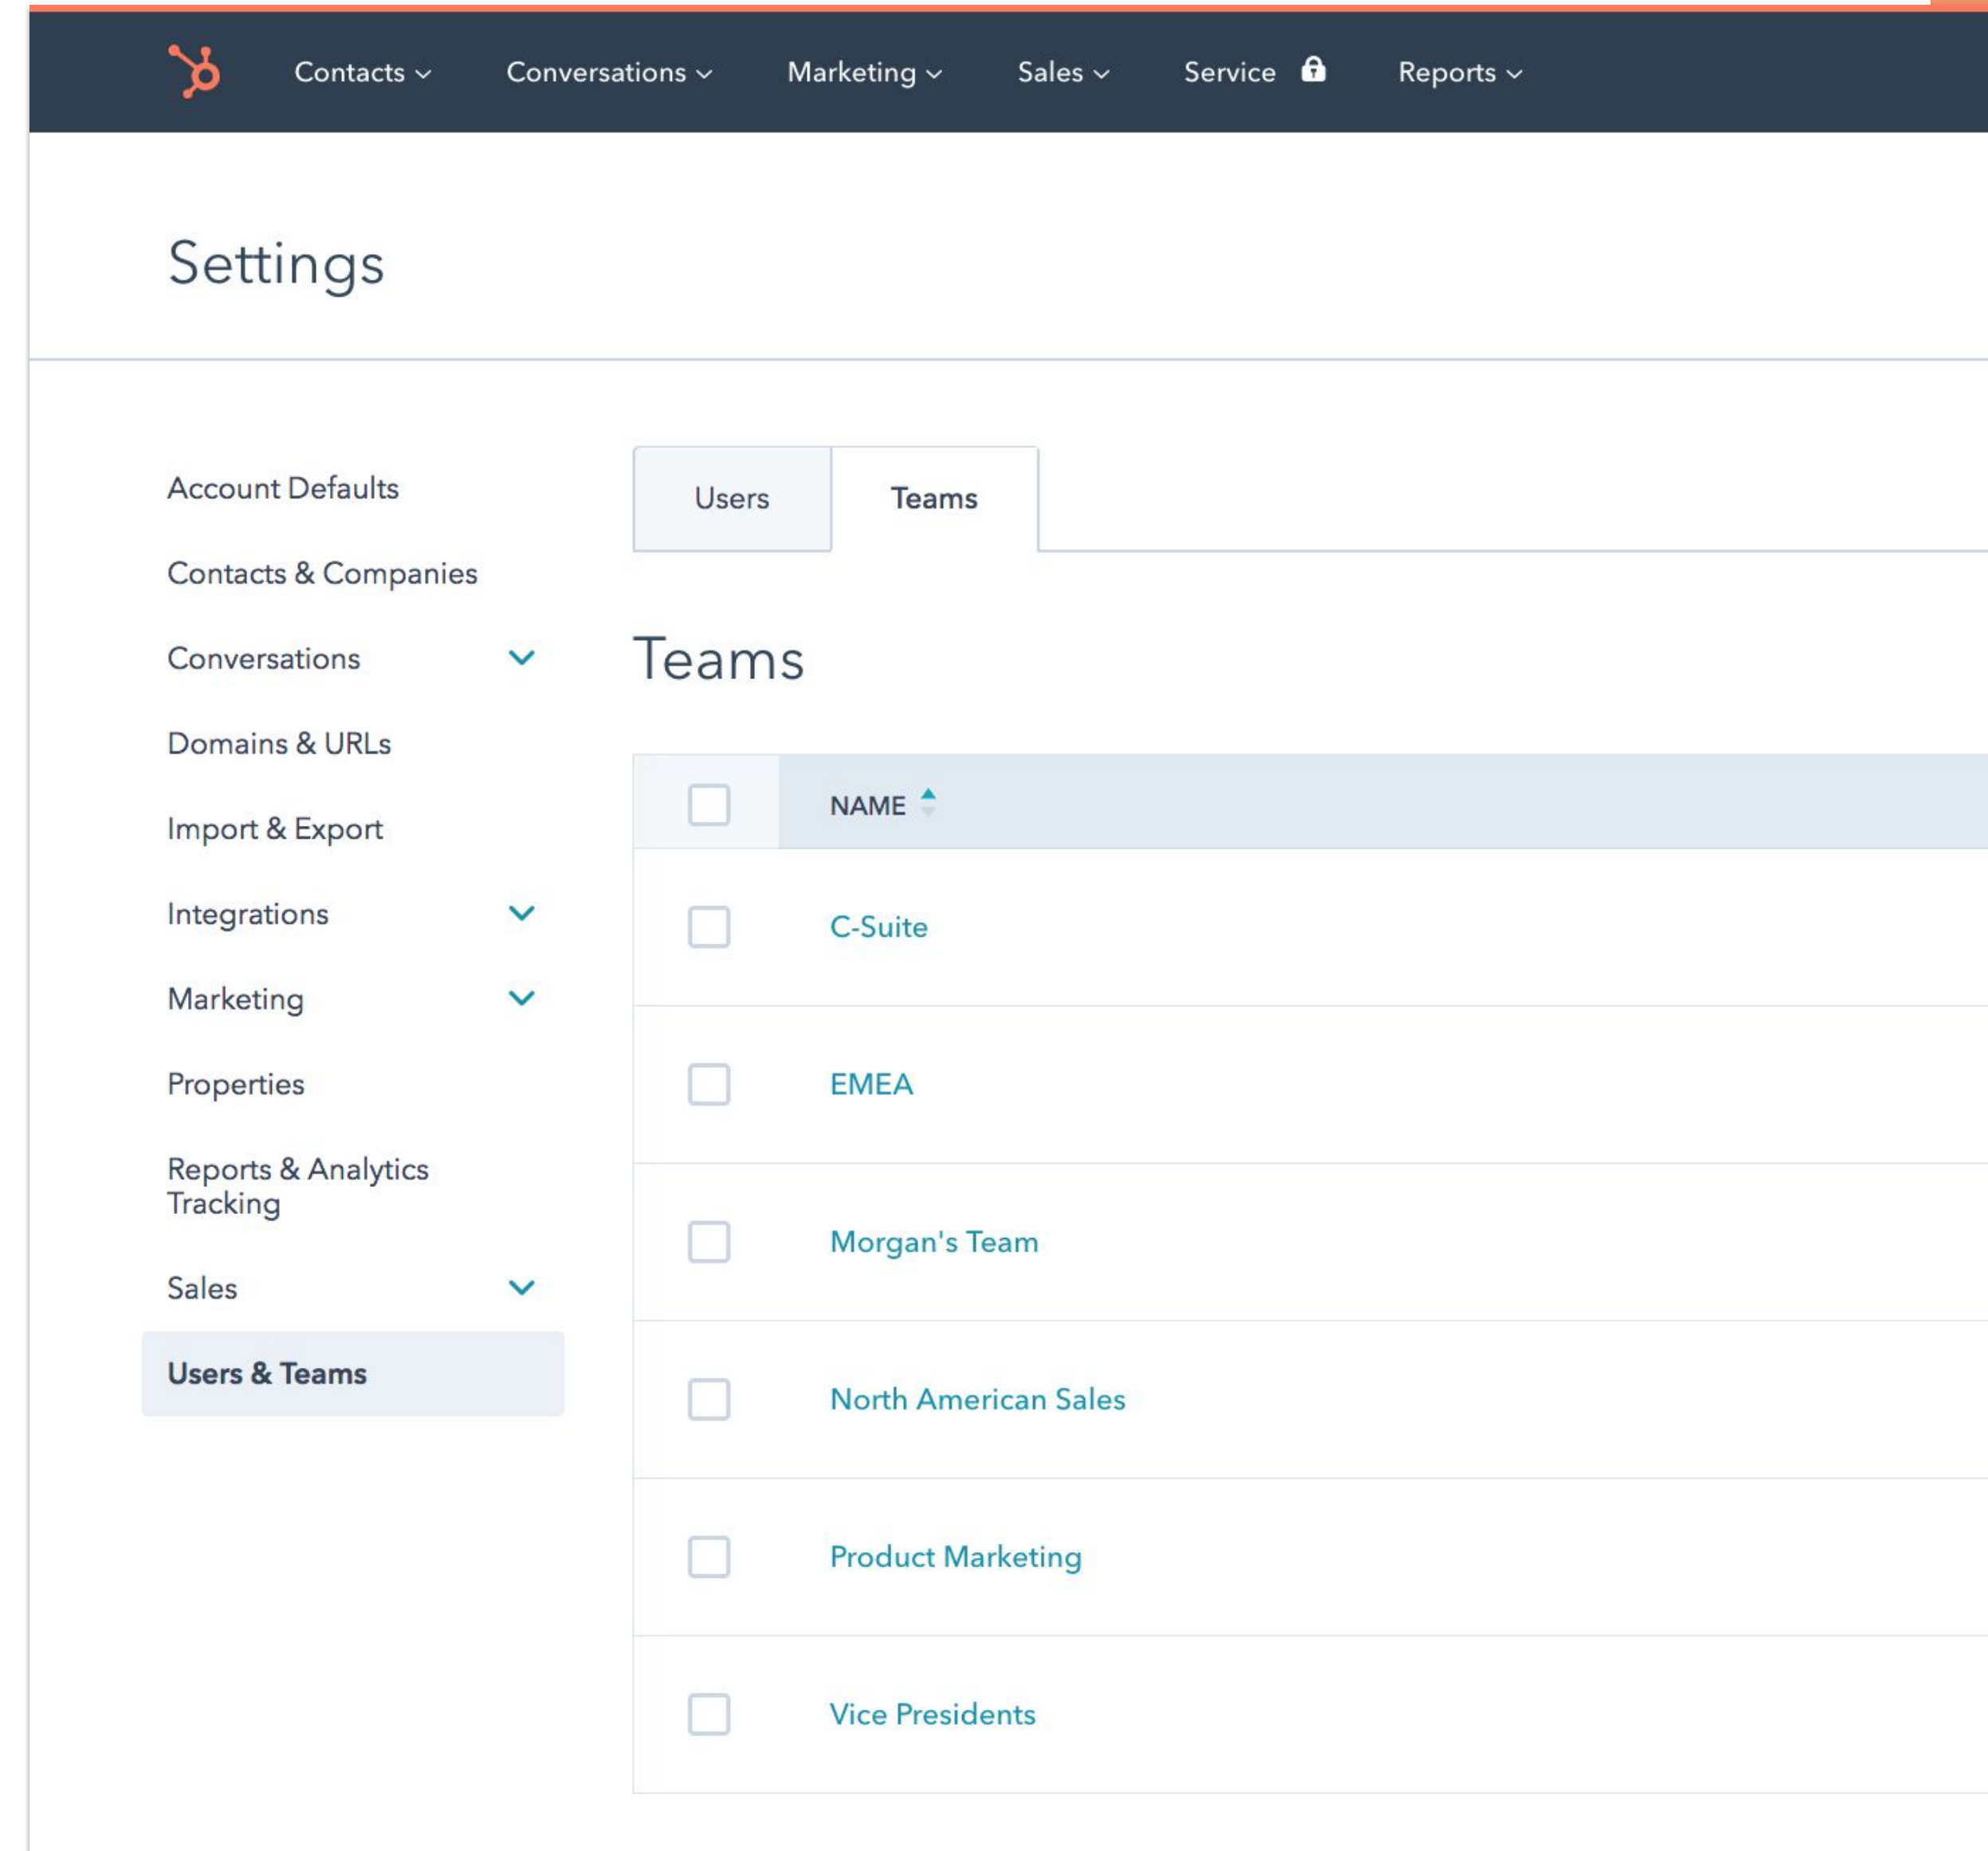 Contacts Conversations Marketing Sales Service Reports
Settings
Account Defaults
Contacts & Companies
Conversations
Domains & URLs
Import & Export
Integrations
Marketing
Properties
Reports & Analytics
Tracking
Sales
Users & Teams
Users Teams
Teams
NAME
C-Suite
EMEA
Morgan's Team
North American Sales
Product Marketing
Vice Presidents